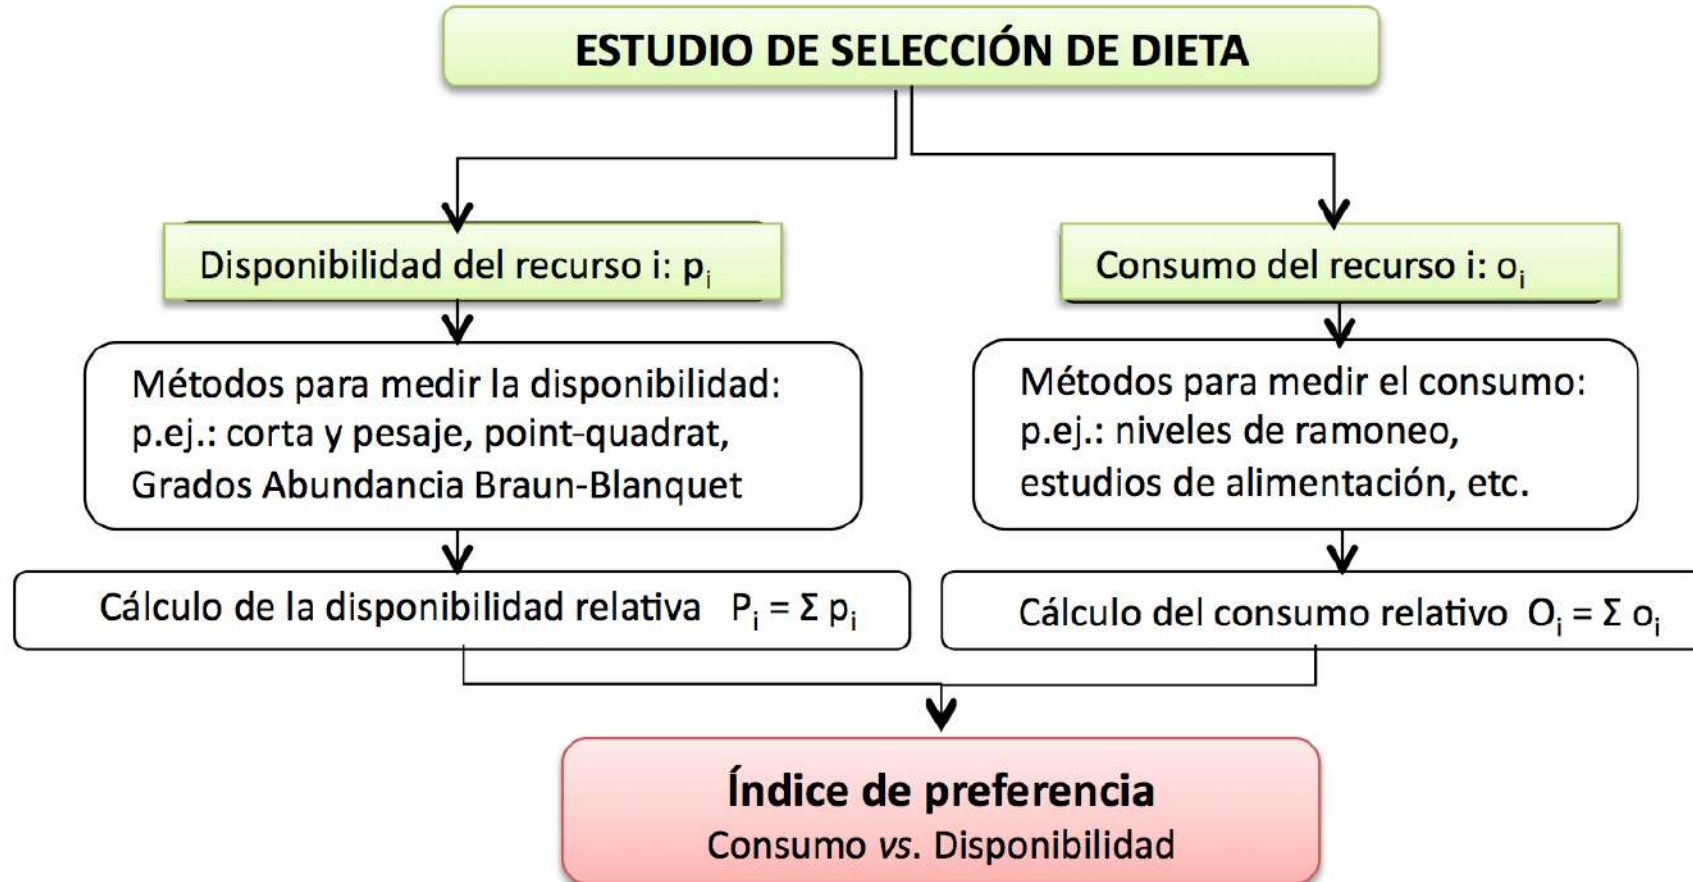 ESTUDIO DE SELECCIÓN DE DIETA
Disponibilidad del recurso i: pᵢ
Consumo del recurso i: oᵢ
Métodos para medir la disponibilidad:
p.ej.: corta y pesaje, point-quadrat,
Grados Abundancia Braun-Blanquet
Métodos para medir el consumo:
p.ej.: niveles de ramoneo,
estudios de alimentación, etc.
Cálculo de la disponibilidad relativa Pᵢ = Σ pᵢ
Cálculo del consumo relativo Oᵢ = Σ oᵢ
Índice de preferencia
Consumo vs. Disponibilidad